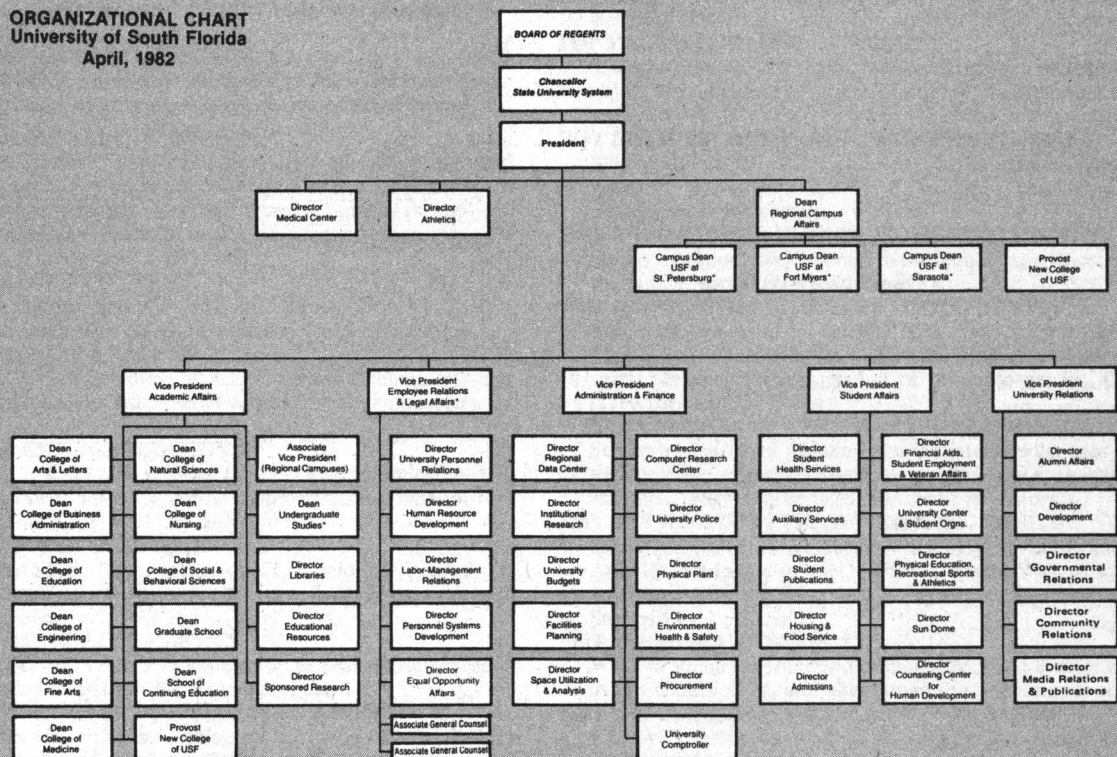 ORGANIZATIONAL CHART
University of South Florida
April, 1982
BOARD OF REGENTS
Chancellor
State University System
President
Director
Medical Center
Director
Athletics
Dean
Regional Campus
Affairs
Campus Dean
USF at
St. Petersburg*
Campus Dean
USF at
Fort Myers*
Campus Dean
USF at
Sarasota*
Provost
New College
of USF
Vice President
Academic Affairs
Vice President
Employee Relations
& Legal Affairs*
Vice President
Administration & Finance
Vice President
Student Affairs
Vice President
University Relations
Dean
College of
Arts & Letters
Dean
College of
Natural Sciences
Associate
Vice President
(Regional Campuses)
Director
University Personnel
Relations
Director
Regional
Data Center
Director
Computer Research
Center
Director
Student
Health Services
Director
Financial Aids,
Student Employment
& Veteran Affairs
Director
Alumni Affairs
Dean
College of Business
Administration
Dean
College of
Nursing
Dean
Undergraduate
Studies*
Director
Human Resource
Development
Director
Institutional
Research
Director
University Police
Director
Auxiliary Services
Director
University Center
& Student Orgns.
Director
Development
Dean
College of
Education
Dean
College of Social &
Behavioral Sciences
Director
Libraries
Director
Labor-Management
Relations
Director
University
Budgets
Director
Physical Plant
Director
Student
Publications
Director
Physical Education,
Recreational Sports
& Athletics
Director
Governmental
Relations
Dean
College of
Engineering
Dean
Graduate School
Director
Educational
Resources
Director
Personnel Systems
Development
Director
Facilities
Planning
Director
Environmental
Health & Safety
Director
Housing &
Food Service
Director
Sun Dome
Director
Community
Relations
Dean
College of
Fine Arts
Dean
School of
Continuing Education
Director
Sponsored Research
Director
Equal Opportunity
Affairs
Director
Space Utilization
& Analysis
Director
Procurement
Director
Admissions
Director
Counseling Center
for
Human Development
Director
Media Relations
& Publications
Dean
College of
Medicine
Provost
New College
of USF
Associate General Counsel
Associate General Counsel
University
Comptroller